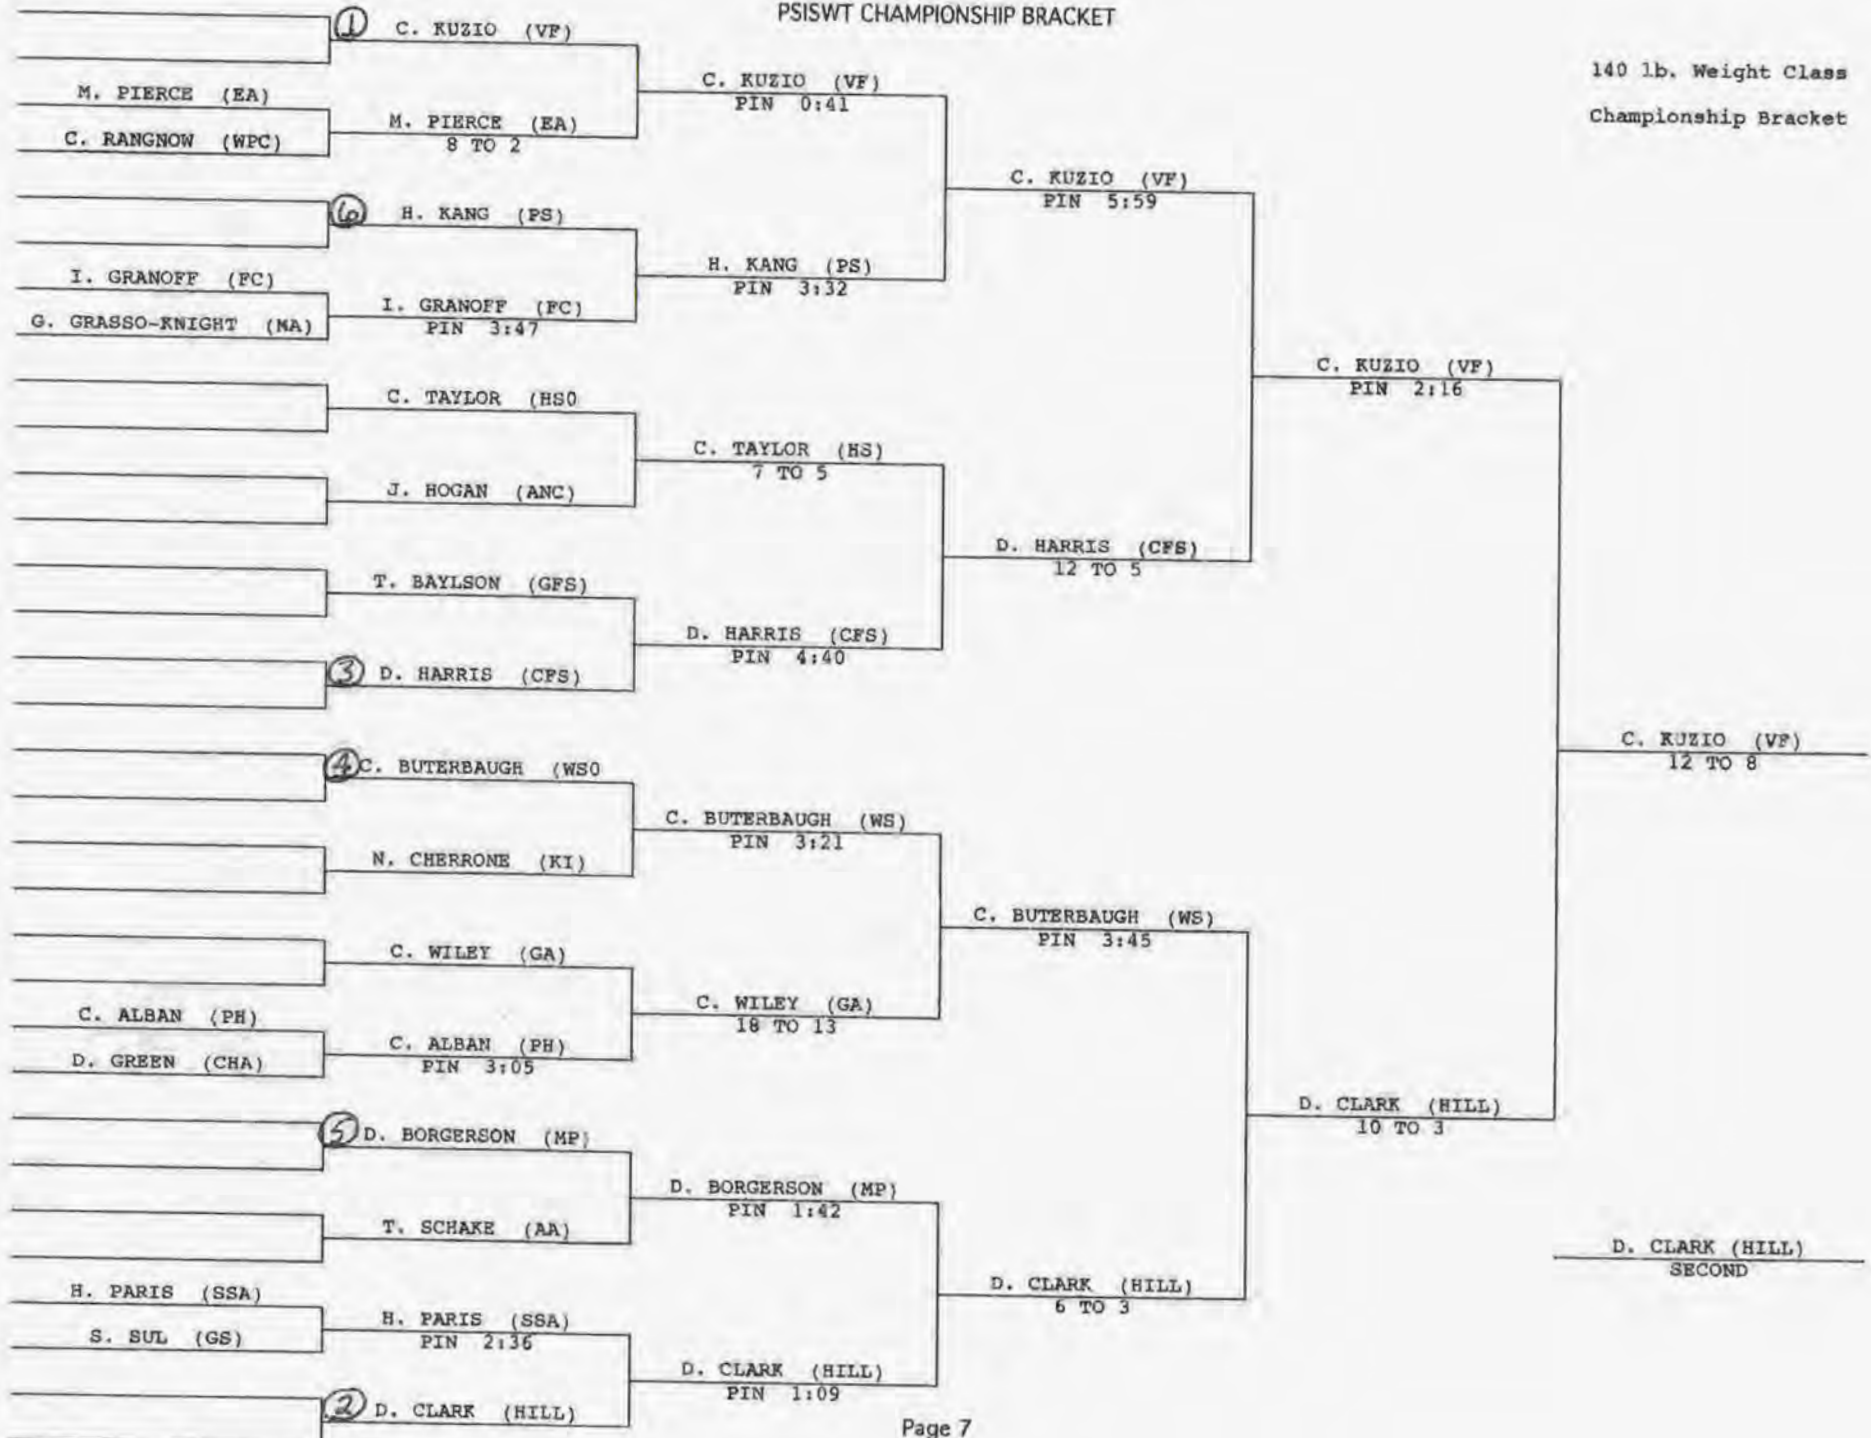 PSISWT CHAMPIONSHIP BRACKET
140 lb. Weight Class
Championship Bracket
1 C. KUZIO (VF)
M. PIERCE (EA)
C. RANGNOW (WPC)
M. PIERCE (EA)
8 TO 2
C. KUZIO (VF)
PIN 0:41
6 H. KANG (PS)
I. GRANOFF (FC)
G. GRASSO-KNIGHT (MA)
I. GRANOFF (FC)
PIN 3:47
H. KANG (PS)
PIN 3:32
C. KUZIO (VF)
PIN 5:59
C. TAYLOR (HS0
J. HOGAN (ANC)
C. TAYLOR (HS)
7 TO 5
T. BAYLSON (GFS)
3 D. HARRIS (CFS)
D. HARRIS (CFS)
PIN 4:40
D. HARRIS (CFS)
12 TO 5
C. KUZIO (VF)
PIN 2:16
4 C. BUTERBAUGH (WS0
N. CHERRONE (KI)
C. BUTERBAUGH (WS)
PIN 3:21
C. WILEY (GA)
C. ALBAN (PH)
D. GREEN (CHA)
C. ALBAN (PH)
PIN 3:05
C. WILEY (GA)
18 TO 13
C. BUTERBAUGH (WS)
PIN 3:45
5 D. BORGERSON (MP)
T. SCHAKE (AA)
D. BORGERSON (MP)
PIN 1:42
H. PARIS (SSA)
S. SUL (GS)
H. PARIS (SSA)
PIN 2:36
2 D. CLARK (HILL)
D. CLARK (HILL)
PIN 1:09
D. CLARK (HILL)
6 TO 3
D. CLARK (HILL)
10 TO 3
C. KUZIO (VF)
12 TO 8
D. CLARK (HILL)
SECOND
Page 7